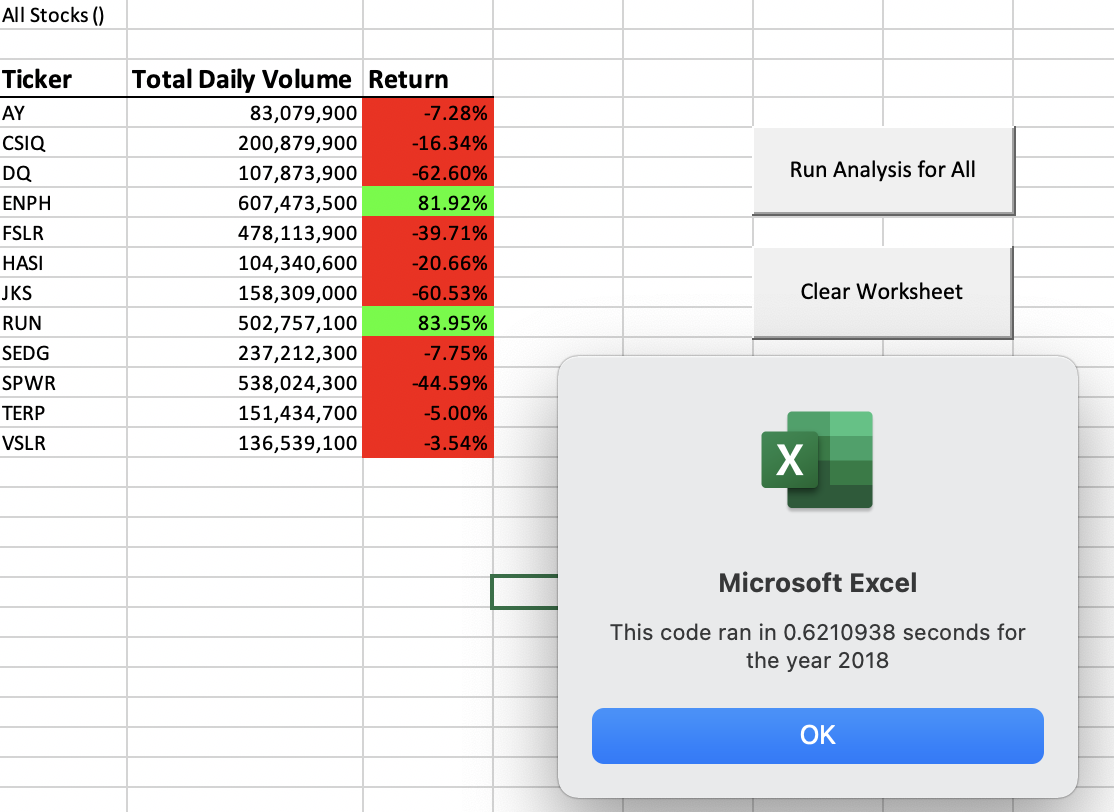 All Stocks ()
Ticker Total Daily Volume Return
AY 83,079,900 -7.28%
CSIQ 200,879,900 -16.34%
DQ 107,873,900 -62.60%
ENPH 607,473,500 81.92%
FSLR 478,113,900 -39.71%
HASI 104,340,600 -20.66%
JKS 158,309,000 -60.53%
RUN 502,757,100 83.95%
SEDG 237,212,300 -7.75%
SPWR 538,024,300 -44.59%
TERP 151,434,700 -5.00%
VSLR 136,539,100 -3.54%
Run Analysis for All
Clear Worksheet
X
Microsoft Excel
This code ran in 0.6210938 seconds for
the year 2018
OK